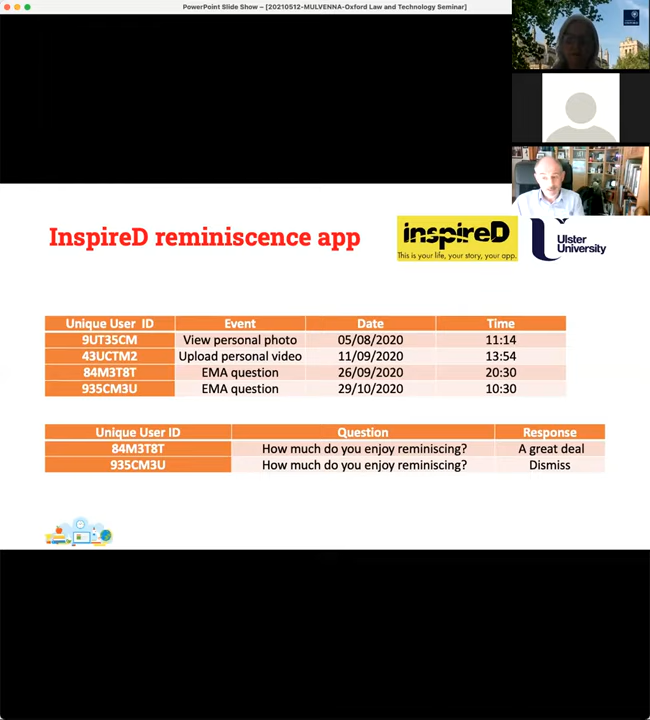 PowerPoint Slide Show – [20210512-MULVENNA-Oxford Law and Technology Seminar]
InspireD reminiscence app
inspireD
This is your life, your story, your app.
Ulster
University
Unique User ID Event Date Time
9UT35CM View personal photo 05/08/2020 11:14
43UCTM2 Upload personal video 11/09/2020 13:54
84M3T8T EMA question 26/09/2020 20:30
935CM3U EMA question 29/10/2020 10:30
Unique User ID Question Response
84M3T8T How much do you enjoy reminiscing? A great deal
935CM3U How much do you enjoy reminiscing? Dismiss